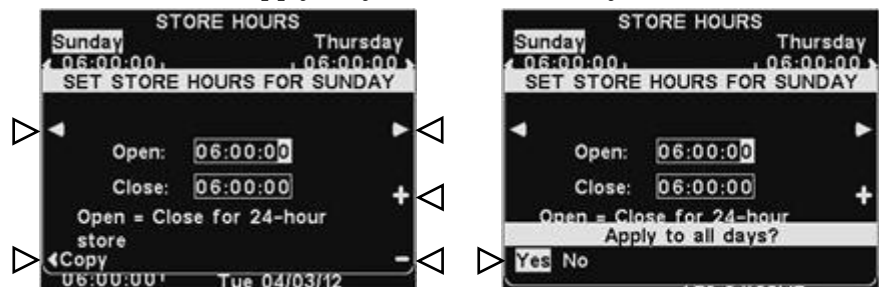 STORE HOURS
Sunday Thursday
06:00:00 06:00:00
SET STORE HOURS FOR SUNDAY
Open: 06:00:00
Close: 06:00:00
Open = Close for 24-hour
store
Copy
06:00:00 Tue 04/03/12
STORE HOURS
Sunday Thursday
06:00:00 06:00:00
SET STORE HOURS FOR SUNDAY
Open: 06:00:00
Close: 06:00:00
Open = Close for 24-hour
Apply to all days?
Yes No